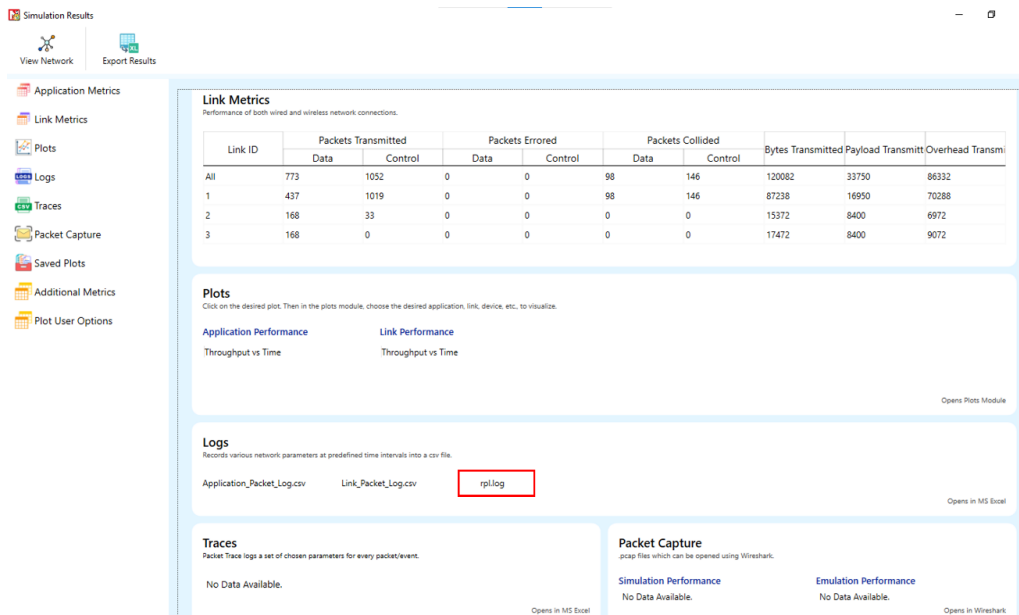 Simulation Results
View Network
Export Results
Application Metrics
Link Metrics
Plots
Logs
Traces
Packet Capture
Saved Plots
Additional Metrics
Plot User Options
Link Metrics
Performance of both wired and wireless network connections.
Link ID Packets Transmitted Packets Errored Packets Collided Bytes Transmitted Payload Transmitt Overhead Transmi
Data Control Data Control Data Control
All 773 1052 0 0 98 146 120082 33750 86332
1 437 1019 0 0 98 146 87238 16950 70288
2 168 33 0 0 0 0 15372 8400 6972
3 168 0 0 0 0 0 17472 8400 9072
Plots
Click on the desired plot. Then in the plots module, choose the desired application, link, device, etc., to visualize.
Application Performance Link Performance
Throughput vs Time Throughput vs Time
Opens Plots Module
Logs
Records various network parameters at predefined time intervals into a csv file.
Application_Packet_Log.csv Link_Packet_Log.csv rpl.log
Opens in MS Excel
Traces
Packet Trace logs a set of chosen parameters for every packet/event.
No Data Available.
Opens in MS Excel
Packet Capture
.pcap files which can be opened using Wireshark.
Simulation Performance Emulation Performance
No Data Available. No Data Available.
Opens in Wireshark